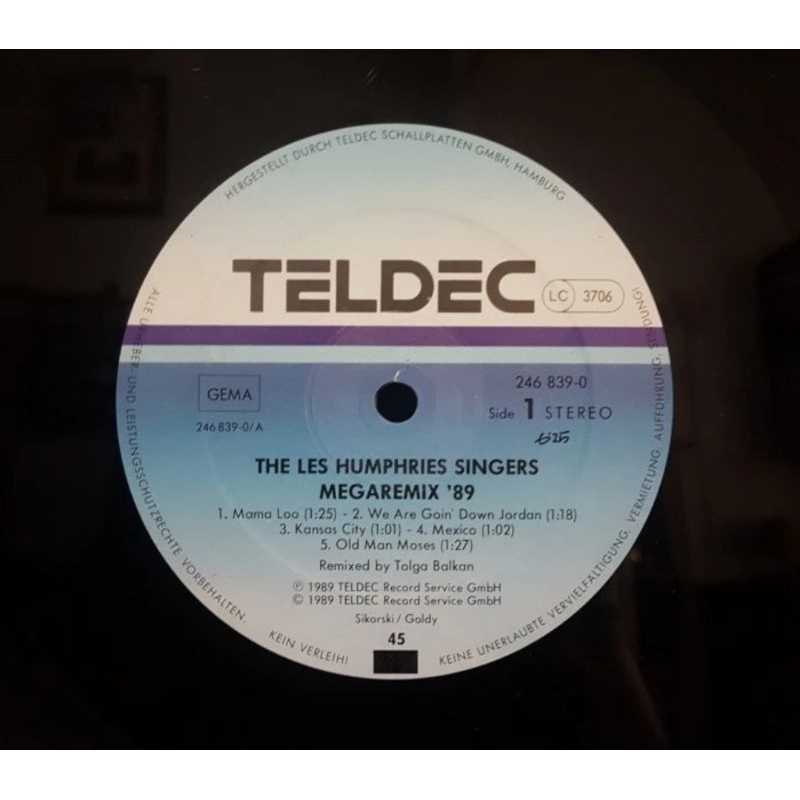 HERGESTELLT DURCH TELDEC SCHALLPLATTEN GMBH, HAMBURG
TELDEC
LC 3706
GEMA
246 839-0
246 839-0/A
Side 1 STEREO
THE LES HUMPHRIES SINGERS
MEGAREMIX '89
1. Mama Loo (1:25) - 2. We Are Goin' Down Jordan (1:18)
3. Kansas City (1:01) - 4. Mexico (1:02)
5. Old Man Moses (1:27)
Remixed by Tolga Balkan
℗ 1989 TELDEC Record Service GmbH
© 1989 TELDEC Record Service GmbH
Sikorski / Goldy
45
ALLE URHEBER UND LEISTUNGSSCHUTZRECHTE VORBEHALTEN.
KEIN VERLEIH!
KEINE UNERLAUBTE VERVIELFÄLTIGUNG, VERMIETUNG, AUFFÜHRUNG, SENDUNG!